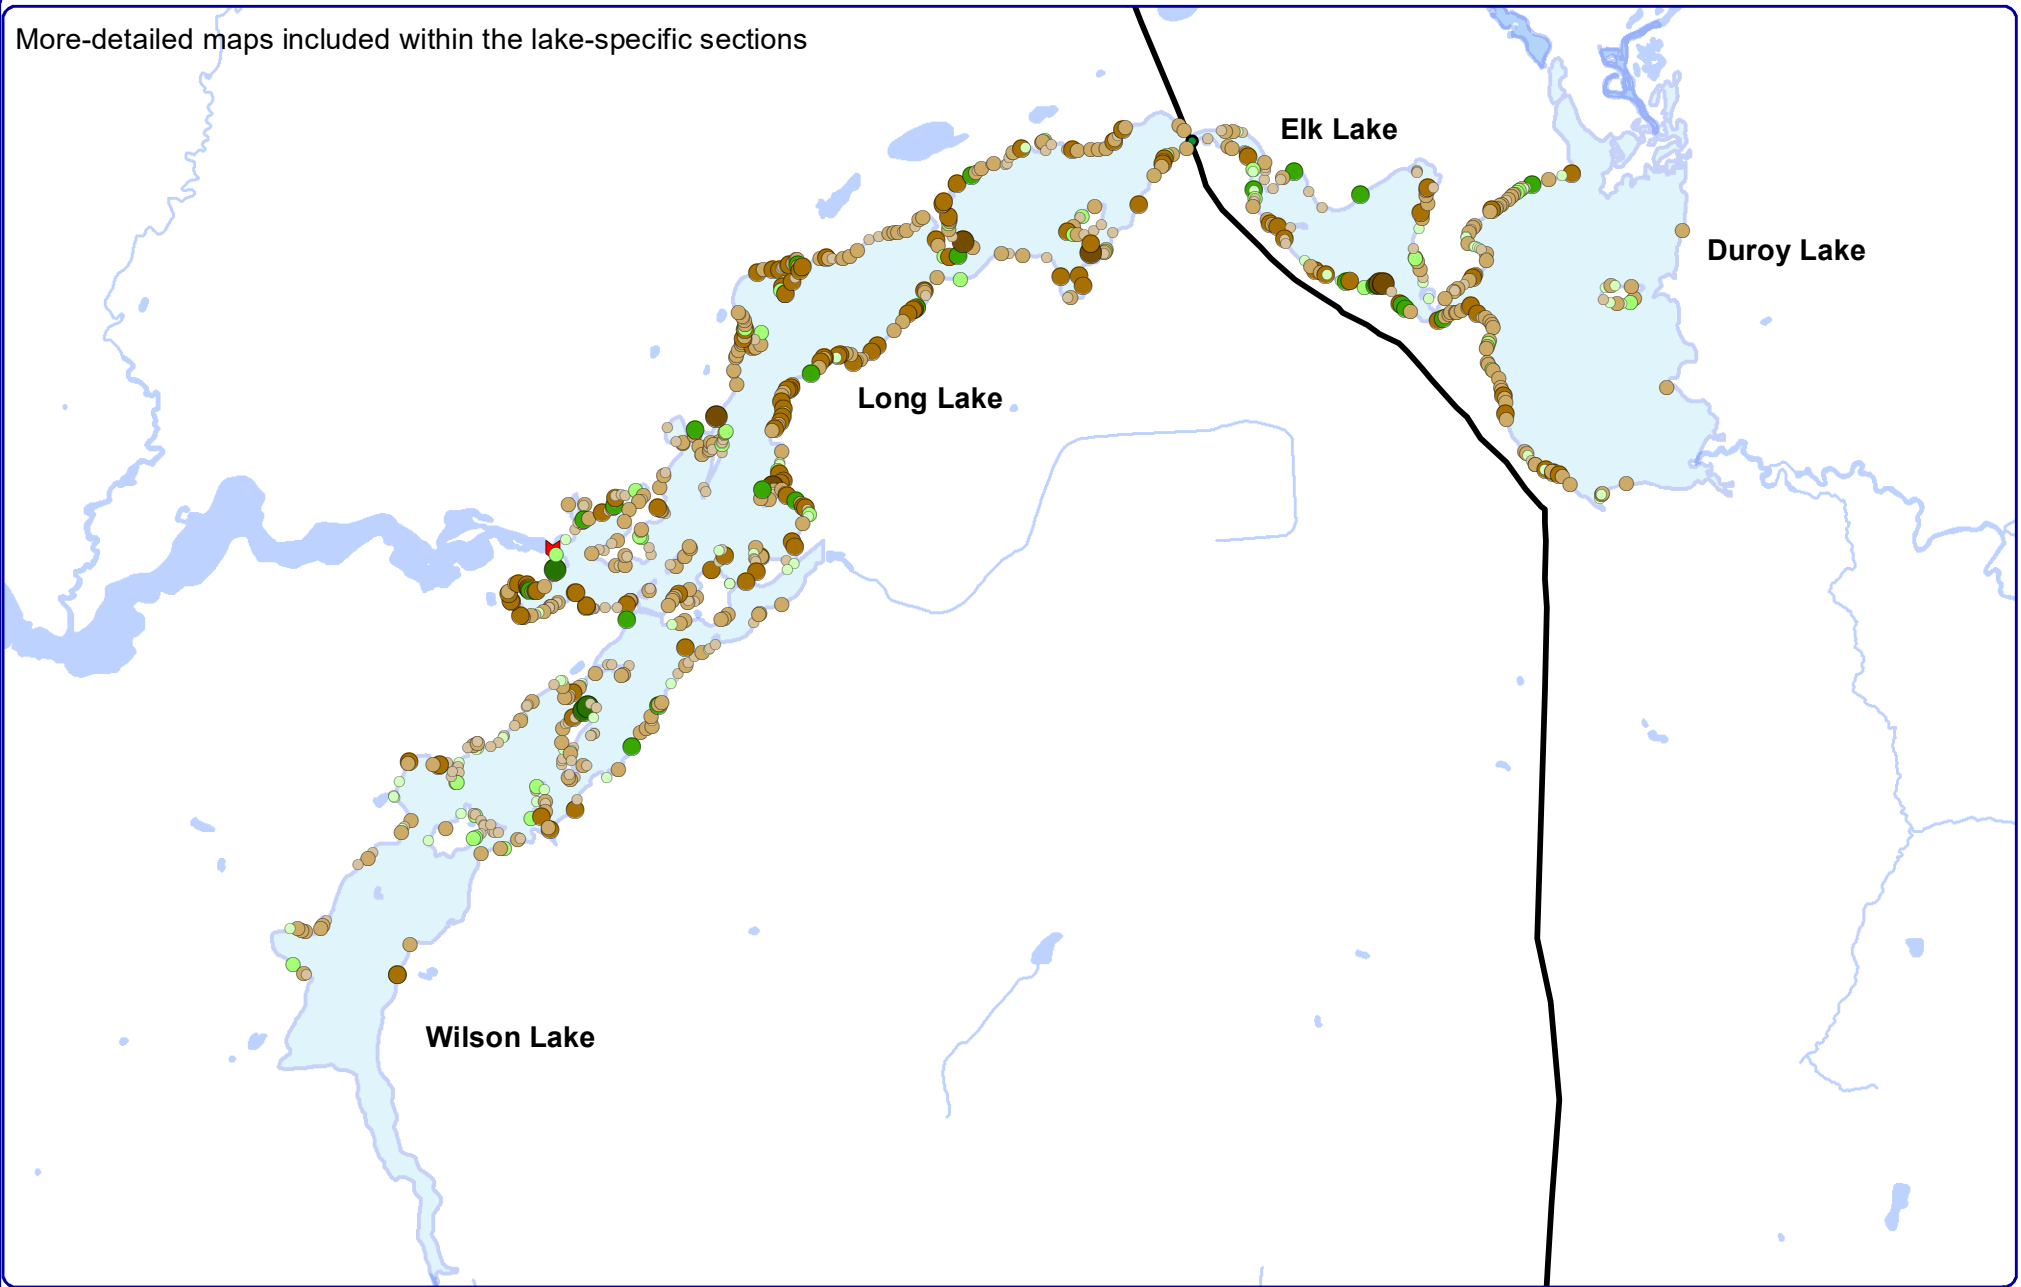 More-detailed maps included within the lake-specific sections
Elk Lake
Duroy Lake
Long Lake
Wilson Lake